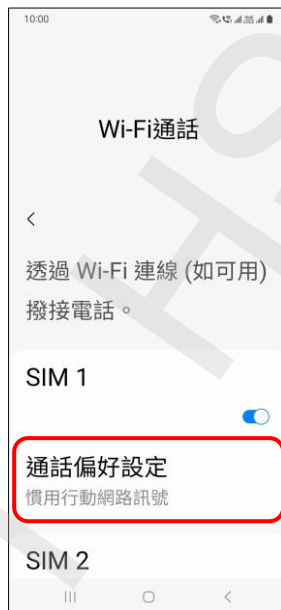 10:00
Wi-Fi通話
透過 Wi-Fi 連線 (如可用)
撥接電話。
SIM 1
通話偏好設定
慣用行動網路訊號
SIM 2